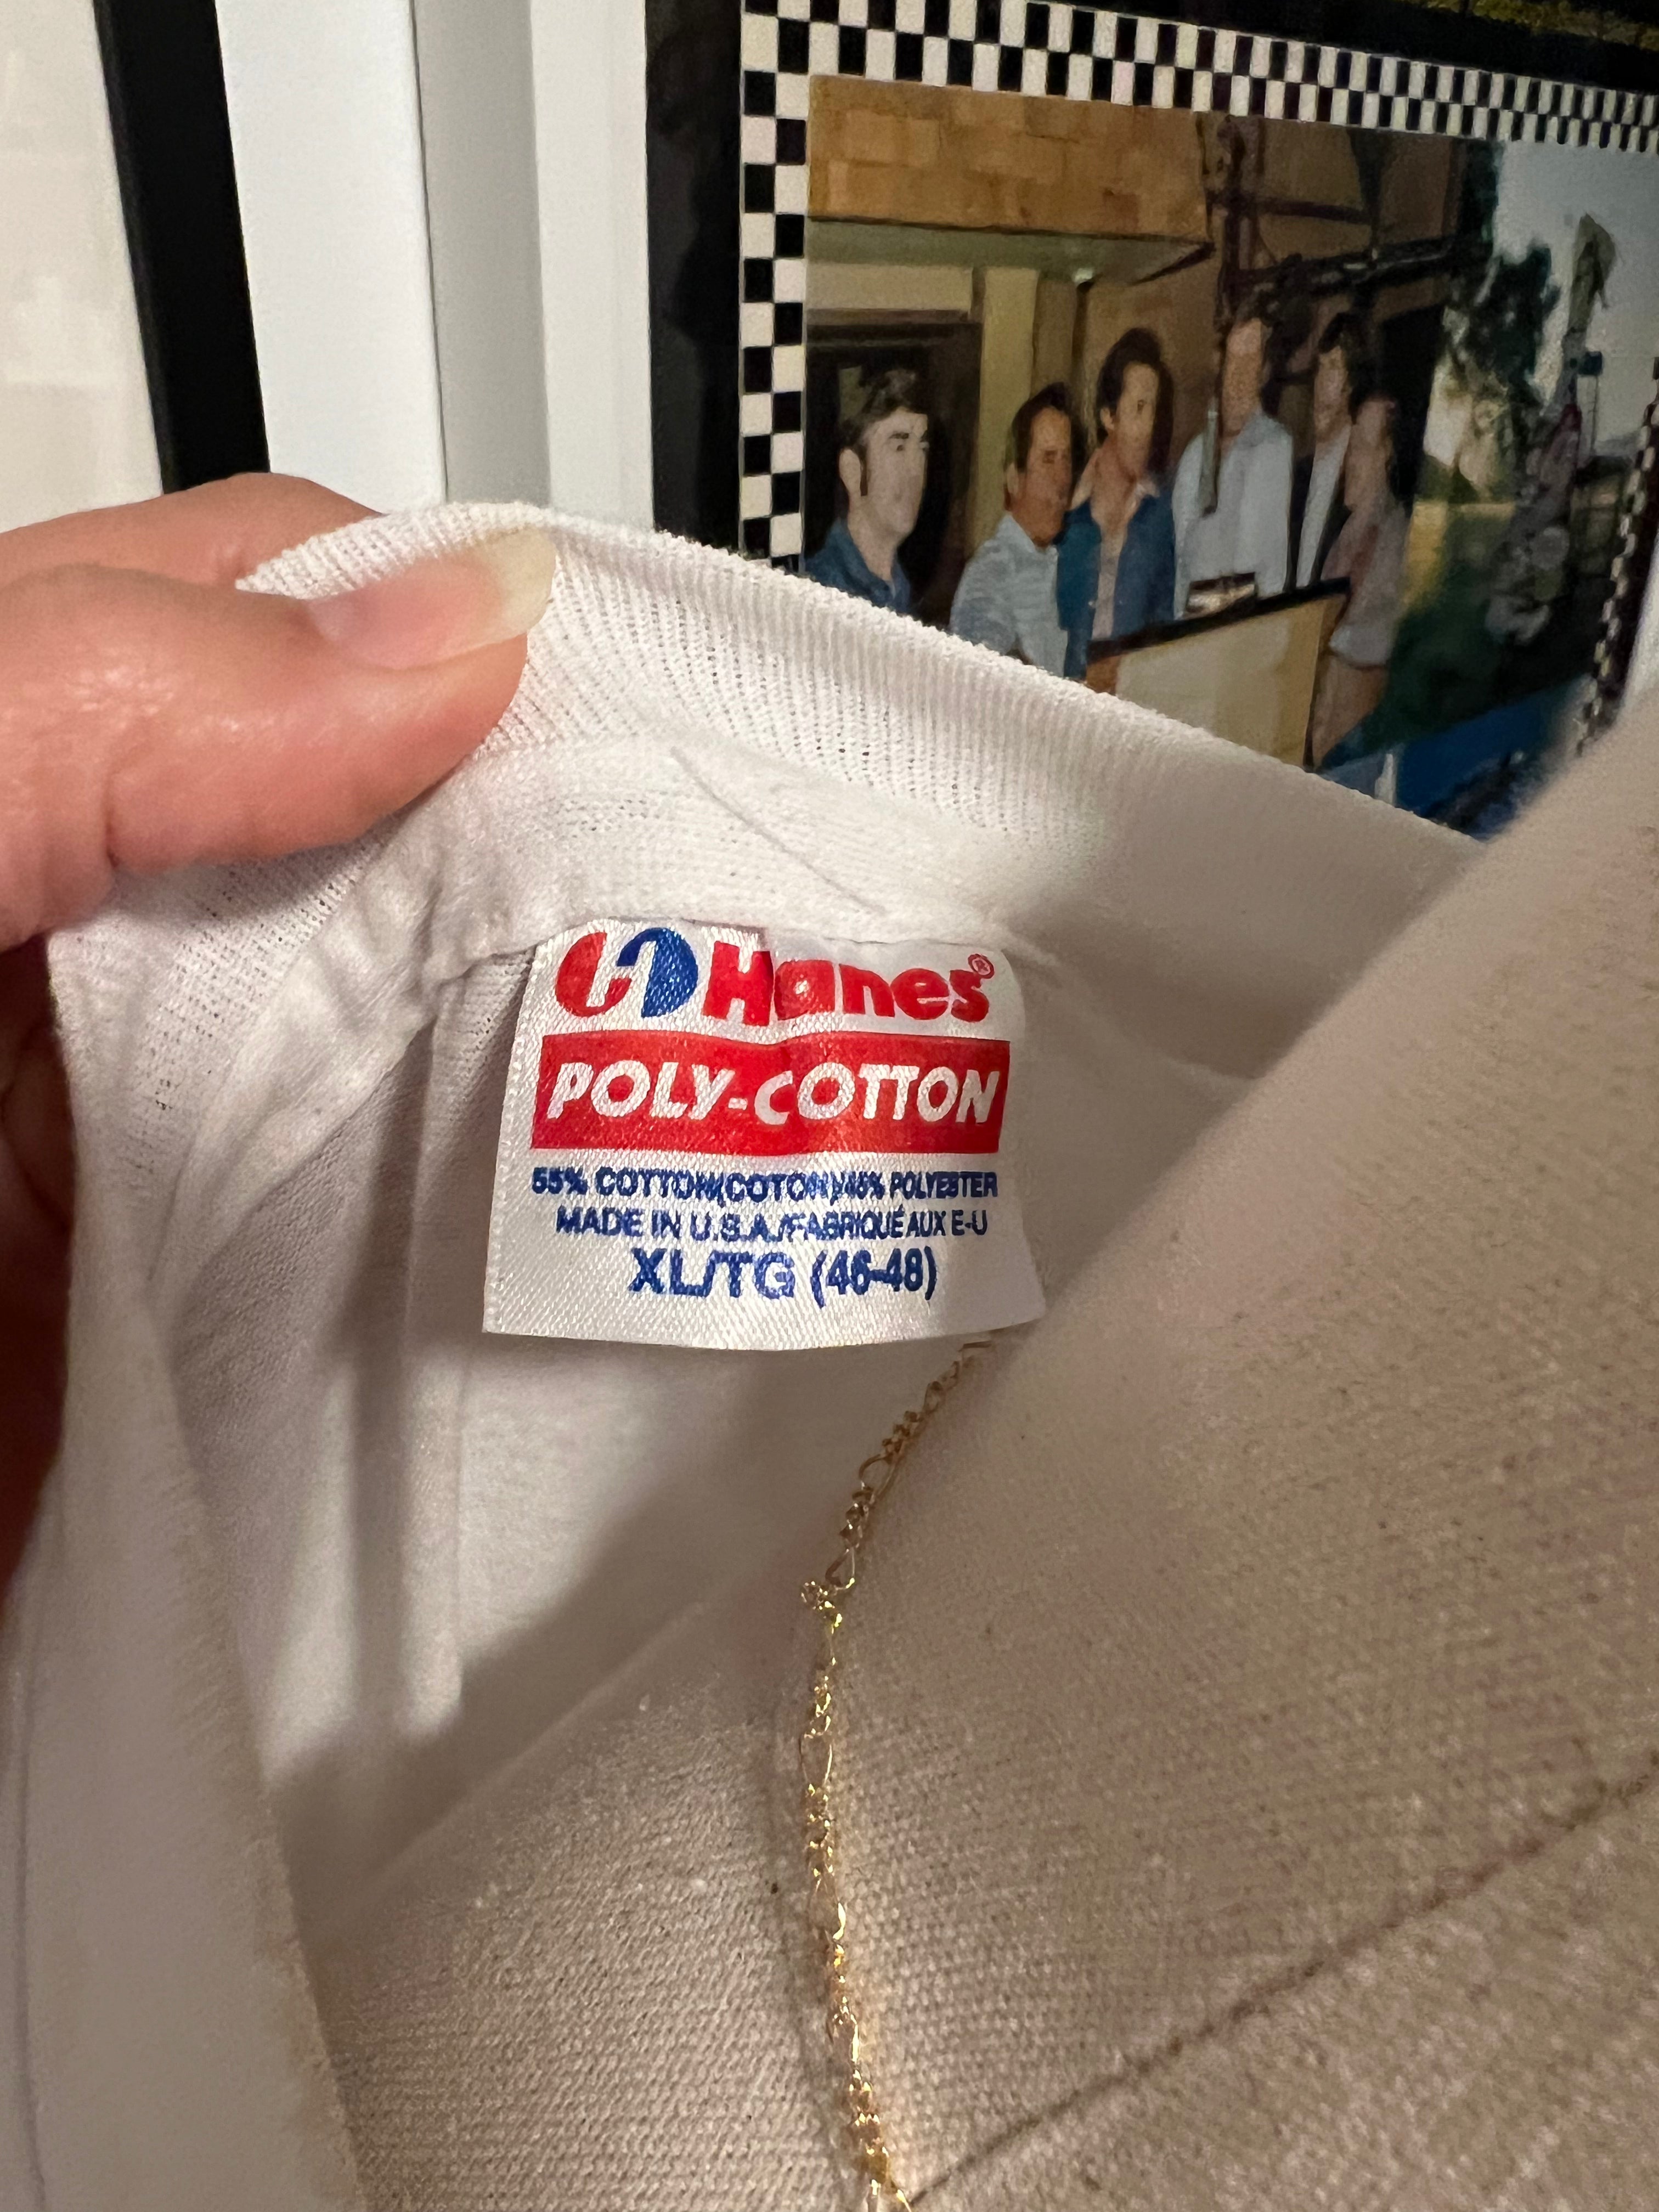 Hanes®
POLY-COTTON
55% COTTON(COTON)/45% POLYESTER
MADE IN U.S.A./FABRIQUÉ AUX E-U
XL/TG (46-48)